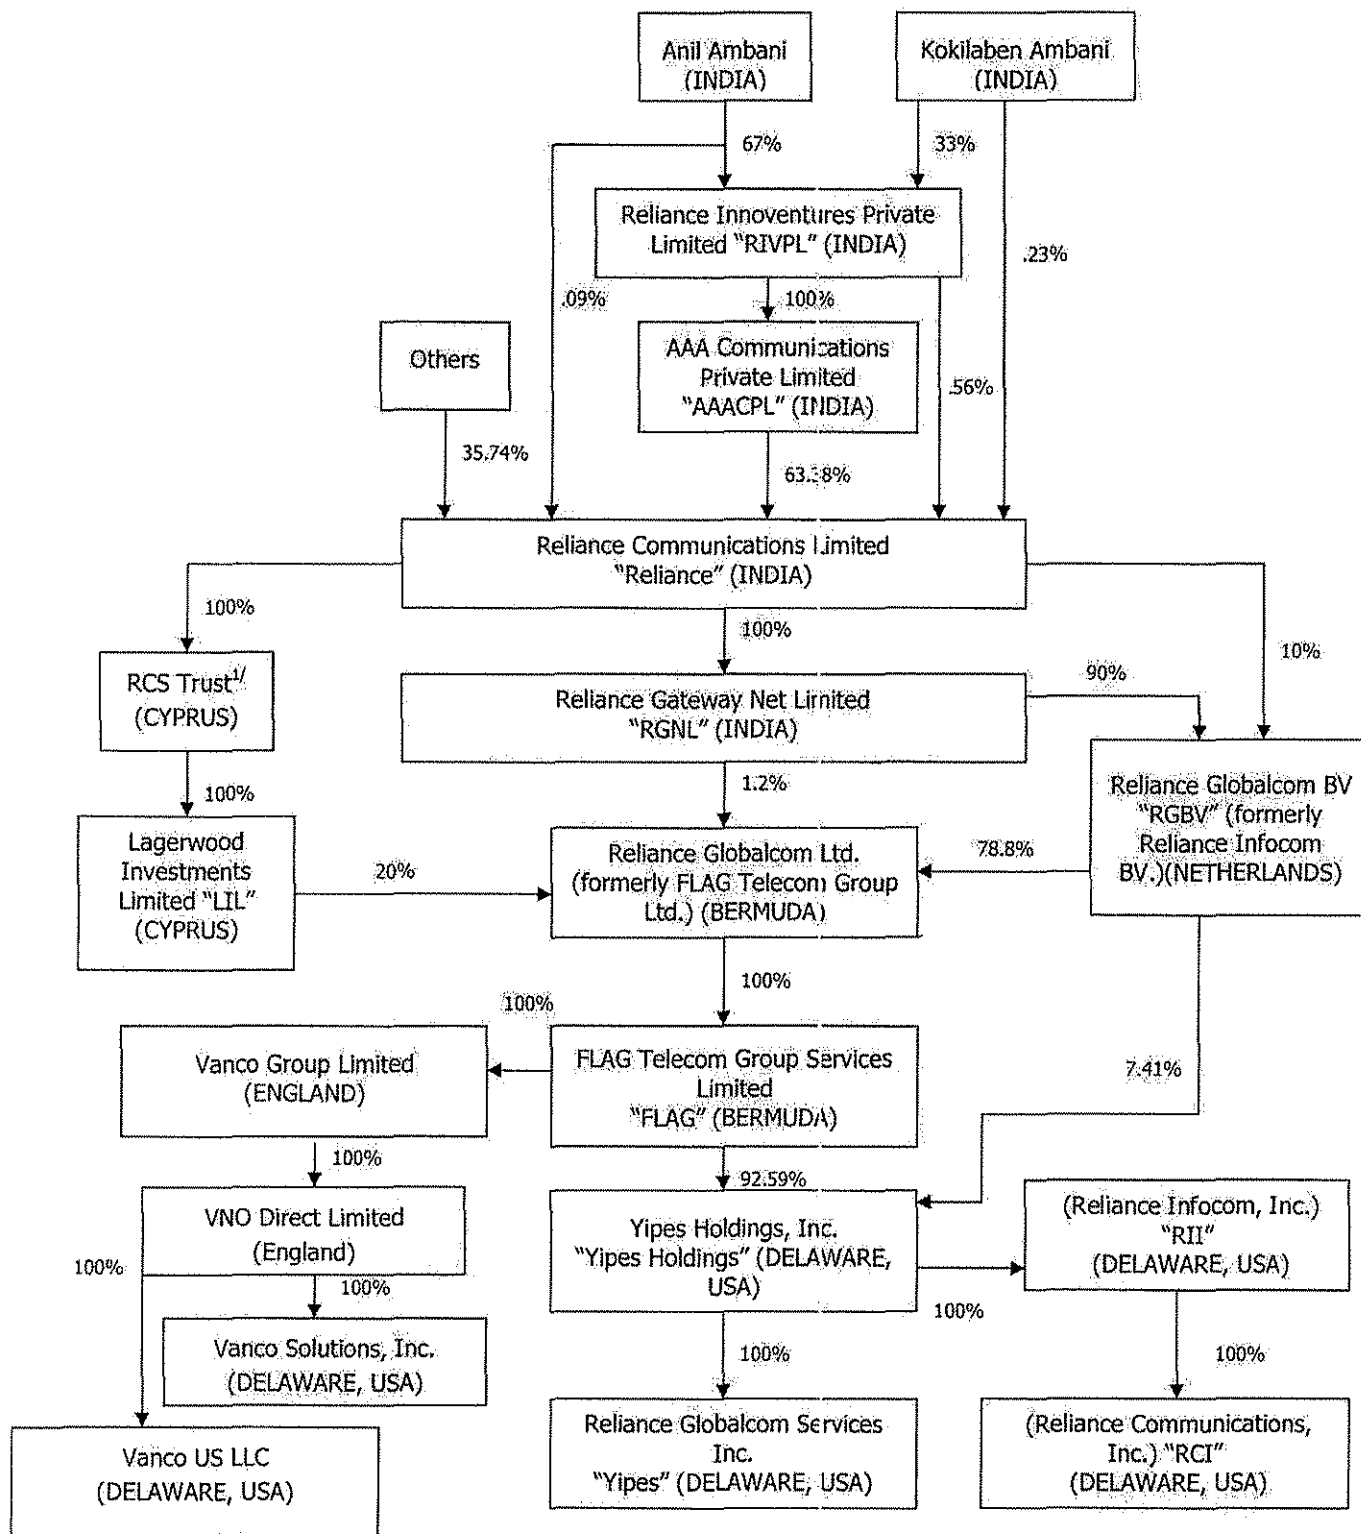 Anil Ambani
(INDIA)
Kokilaben Ambani
(INDIA)
67%
33%
Reliance Innoventures Private
Limited “RIVPL” (INDIA)
.23%
.09%
100%
Others
AAA Communications
Private Limited
“AAACPL” (INDIA)
.56%
35.74%
63.38%
Reliance Communications Limited
“Reliance” (INDIA)
100%
100%
10%
RCS Trust1/
(CYPRUS)
Reliance Gateway Net Limited
“RGNL” (INDIA)
90%
100%
1.2%
Lagerwood
Investments
Limited “LIL”
(CYPRUS)
20%
Reliance Globalcom Ltd.
(formerly FLAG Telecom Group
Ltd.) (BERMUDA)
78.8%
Reliance Globalcom BV
“RGBV” (formerly
Reliance Infocom
BV.)(NETHERLANDS)
100%
100%
Vanco Group Limited
(ENGLAND)
FLAG Telecom Group Services
Limited
“FLAG” (BERMUDA)
7.41%
100%
92.59%
VNO Direct Limited
(England)
Yipes Holdings, Inc.
“Yipes Holdings” (DELAWARE,
USA)
(Reliance Infocom, Inc.)
“RII”
(DELAWARE, USA)
100%
100%
100%
Vanco Solutions, Inc.
(DELAWARE, USA)
100%
100%
Vanco US LLC
(DELAWARE, USA)
Reliance Globalcom Services
Inc.
“Yipes” (DELAWARE, USA)
(Reliance Communications,
Inc.) “RCI”
(DELAWARE, USA)